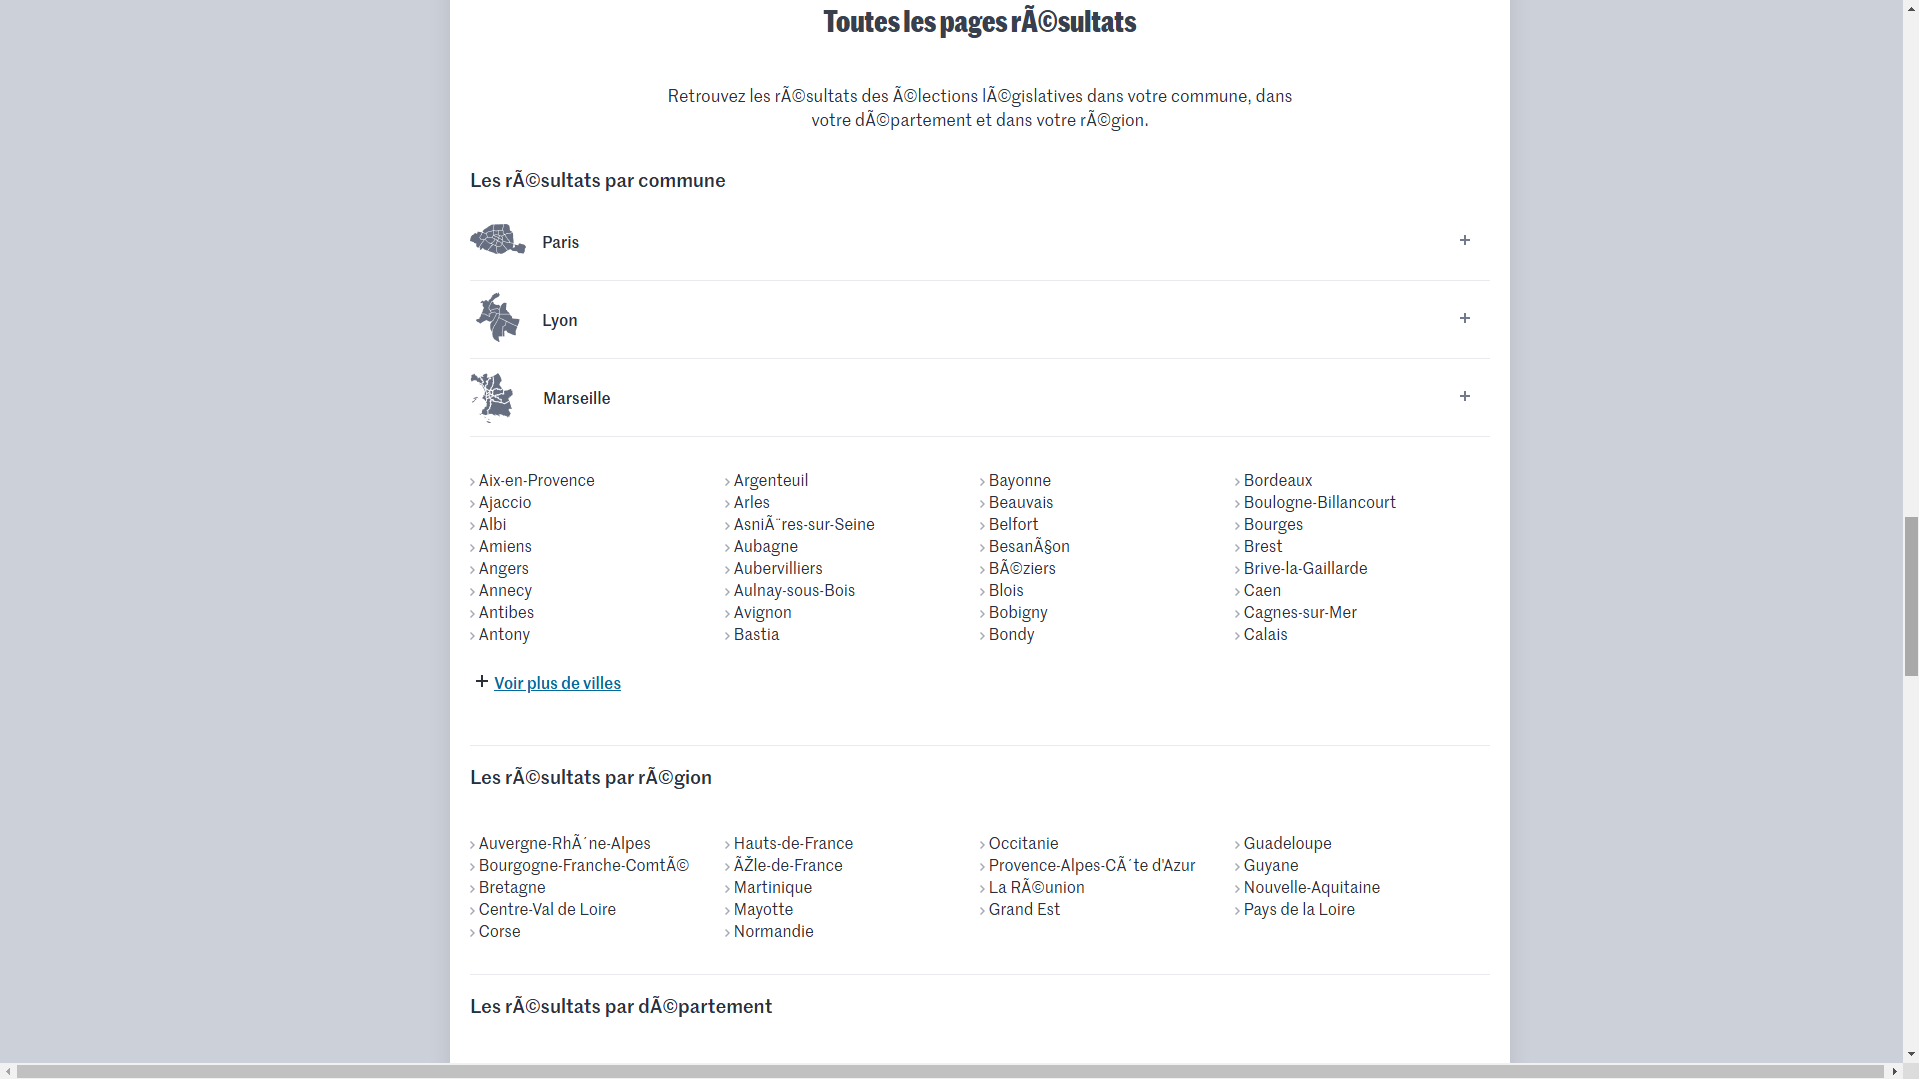 Toutes les pages rÃ©sultats
Retrouvez les rÃ©sultats des Ã©lections lÃ©gislatives dans votre commune, dans
votre dÃ©partement et dans votre rÃ©gion.
Les rÃ©sultats par commune
Paris
Lyon
Marseille
Aix-en-Provence
Ajaccio
Albi
Amiens
Angers
Annecy
Antibes
Antony
Argenteuil
Arles
AsniÃ¨res-sur-Seine
Aubagne
Aubervilliers
Aulnay-sous-Bois
Avignon
Bastia
Bayonne
Beauvais
Belfort
BesanÃ§on
BÃ©ziers
Blois
Bobigny
Bondy
Bordeaux
Boulogne-Billancourt
Bourges
Brest
Brive-la-Gaillarde
Caen
Cagnes-sur-Mer
Calais
+ Voir plus de villes
Les rÃ©sultats par rÃ©gion
Auvergne-RhÃ´ne-Alpes
Bourgogne-Franche-ComtÃ©
Bretagne
Centre-Val de Loire
Corse
Hauts-de-France
ÃŽle-de-France
Martinique
Mayotte
Normandie
Occitanie
Provence-Alpes-CÃ´te d'Azur
La RÃ©union
Grand Est
Guadeloupe
Guyane
Nouvelle-Aquitaine
Pays de la Loire
Les rÃ©sultats par dÃ©partement